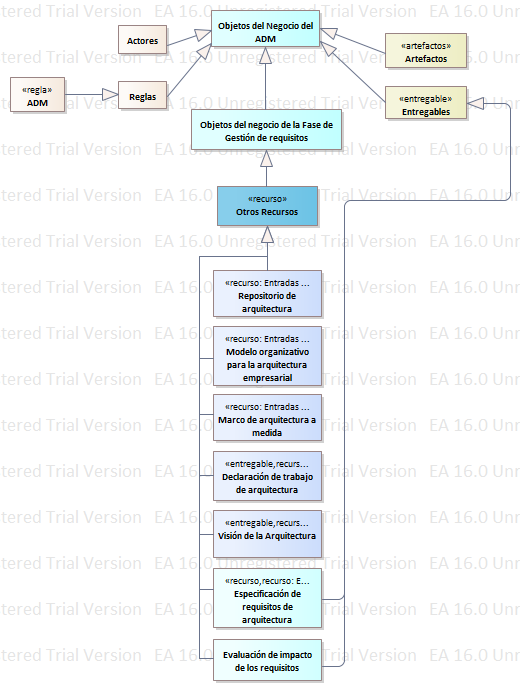 Objetos del Negocio del
ADM
Actores
«artefactos»
Artefactos
«regla»
ADM
Reglas
«entregable»
Entregables
Objetos del negocio de la Fase de
Gestión de requisitos
«recurso»
Otros Recursos
«recurso: Entradas ...
Repositorio de
arquitectura
«recurso: Entradas ...
Modelo organizativo
para la arquitectura
empresarial
«recurso: Entradas ...
Marco de arquitectura a
medida
«entregable,recurs...
Declaración de trabajo
de arquitectura
«entregable,recurs...
Visión de la Arquitectura
«recurso,recurso: E...
Especificación de
requisitos de
arquitectura
Evaluación de impacto
de los requisitos
EA 16.0 Unregistered Trial Version